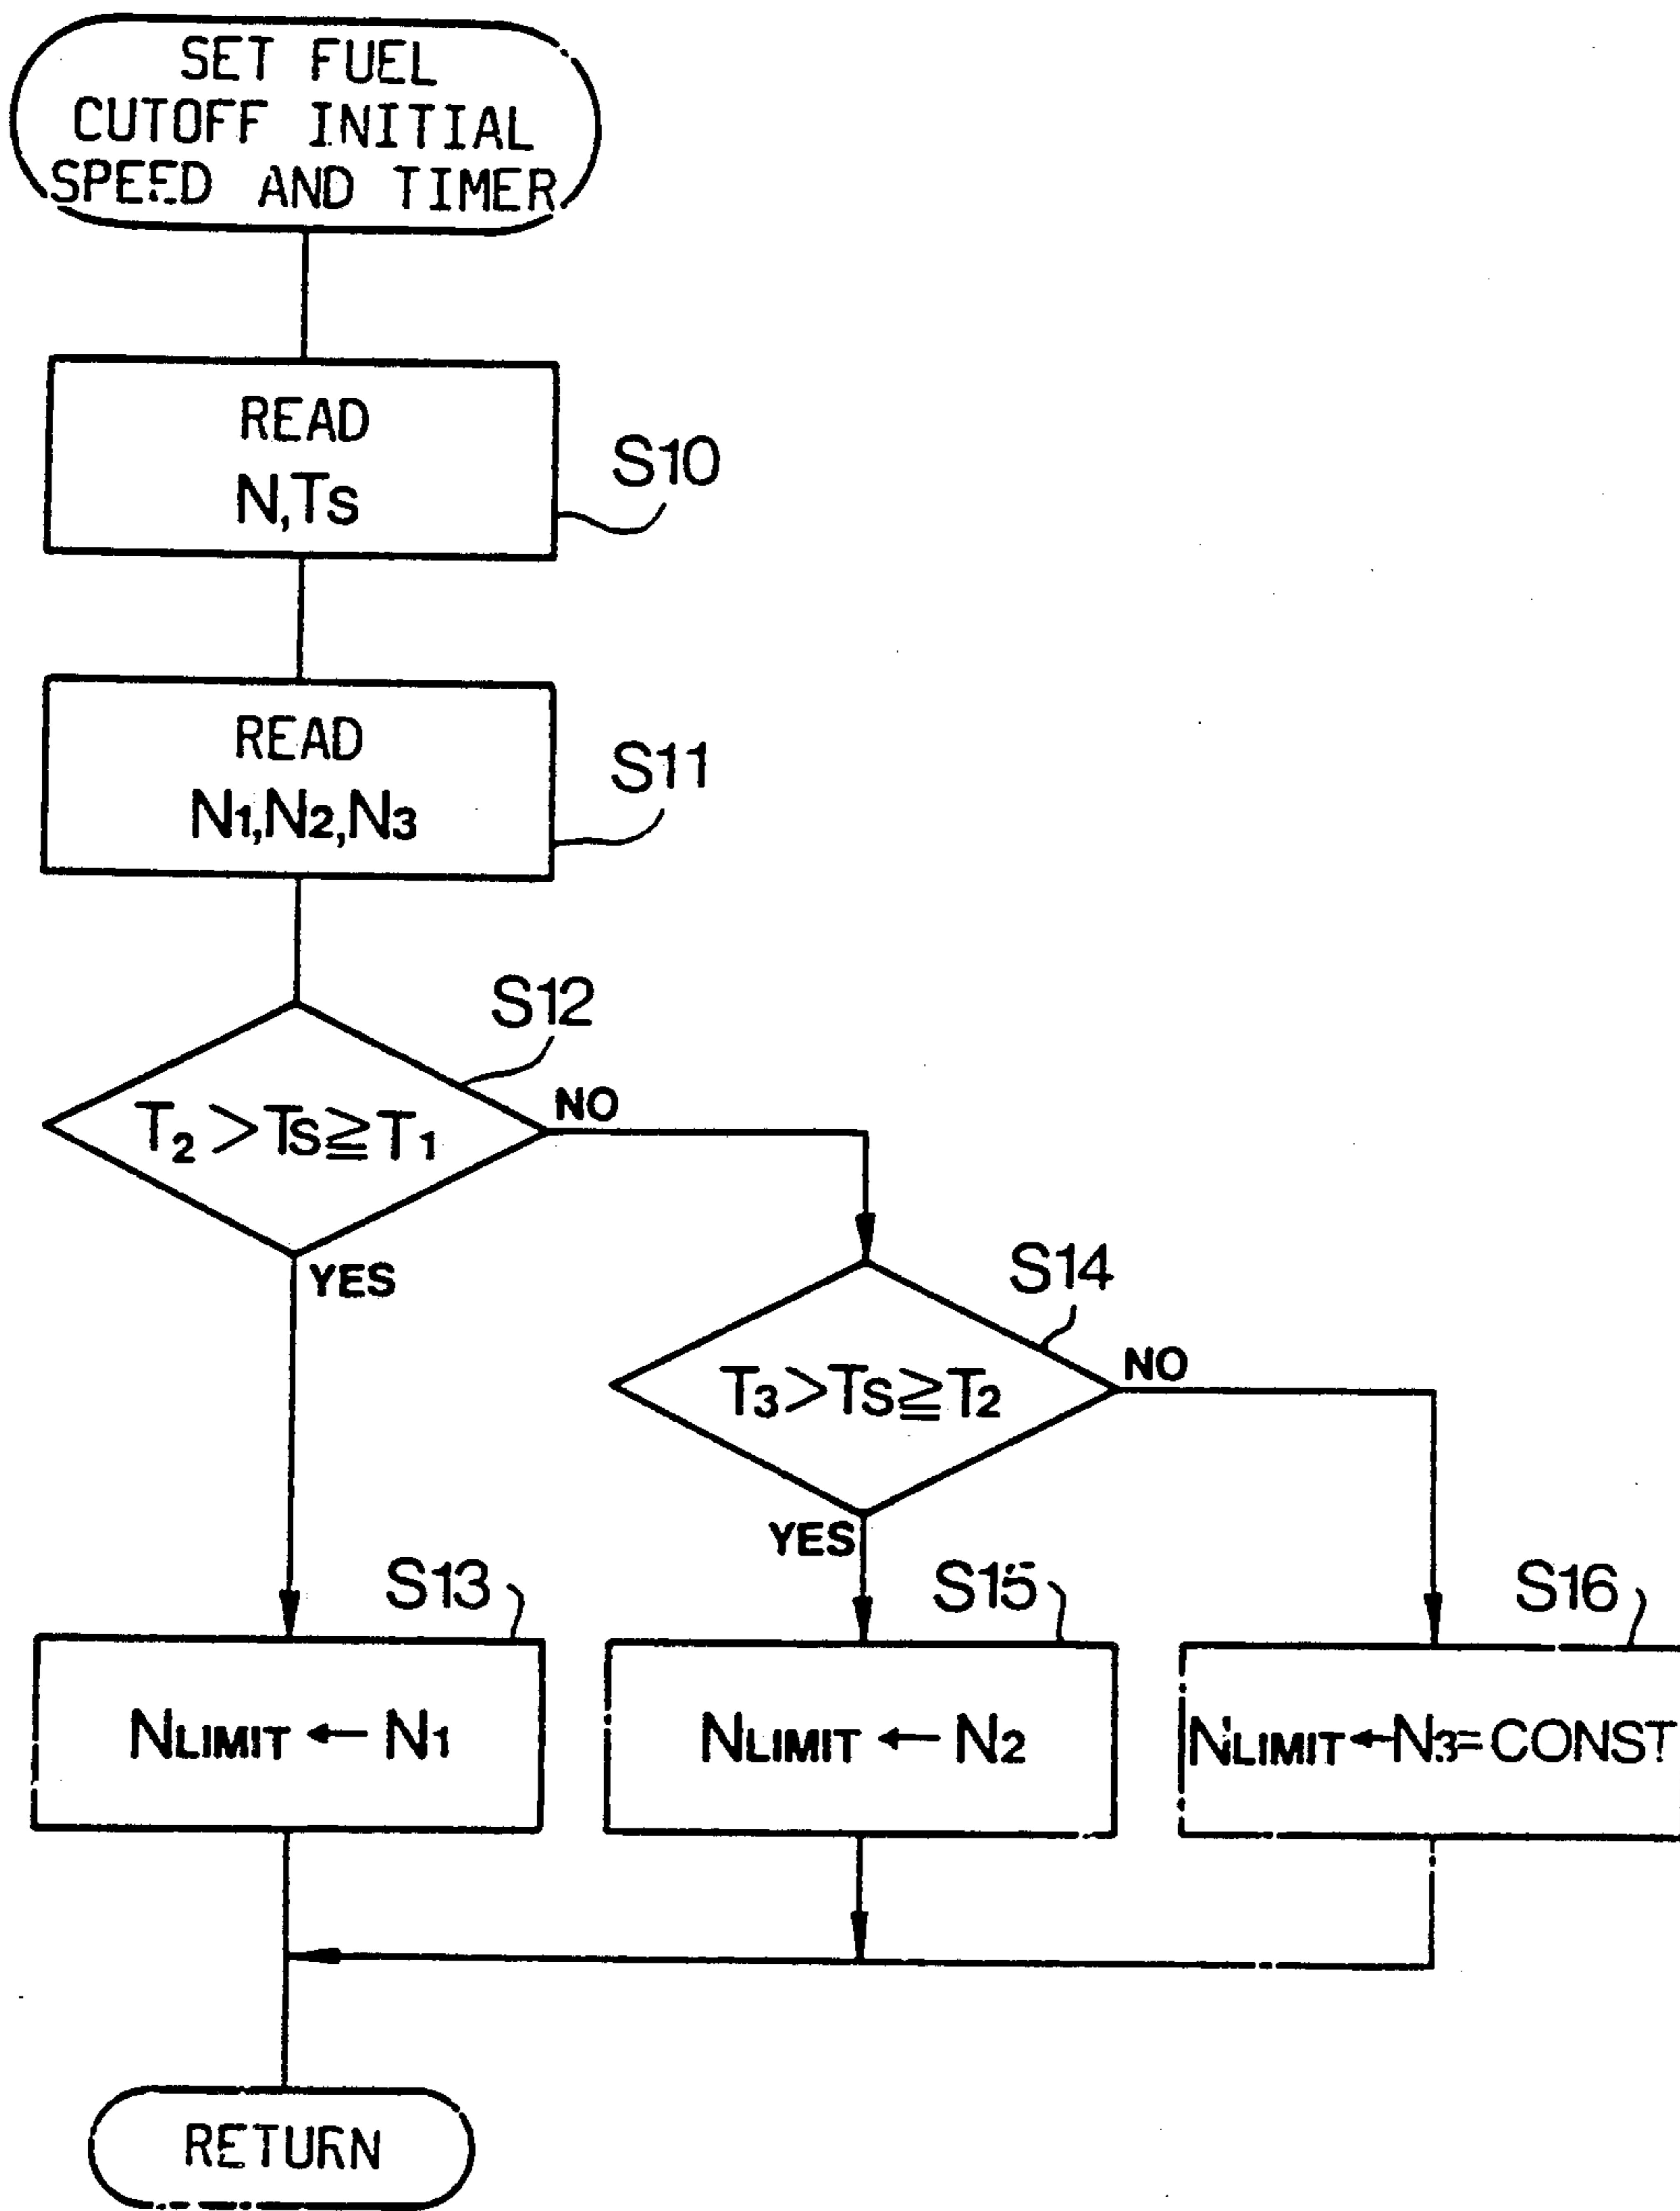 SET FUEL
CUTOFF INITIAL
SPEED AND TIMER
READ
N,TS
S10
READ
N1,N2,N3
S11
S12
T2 >TS≧T1
NO
YES
S14
T3>TS≧T2
NO
YES
S13
NLIMIT ← N1
S15
NLIMIT ← N2
S16
NLIMIT←N3=CONST
RETURN